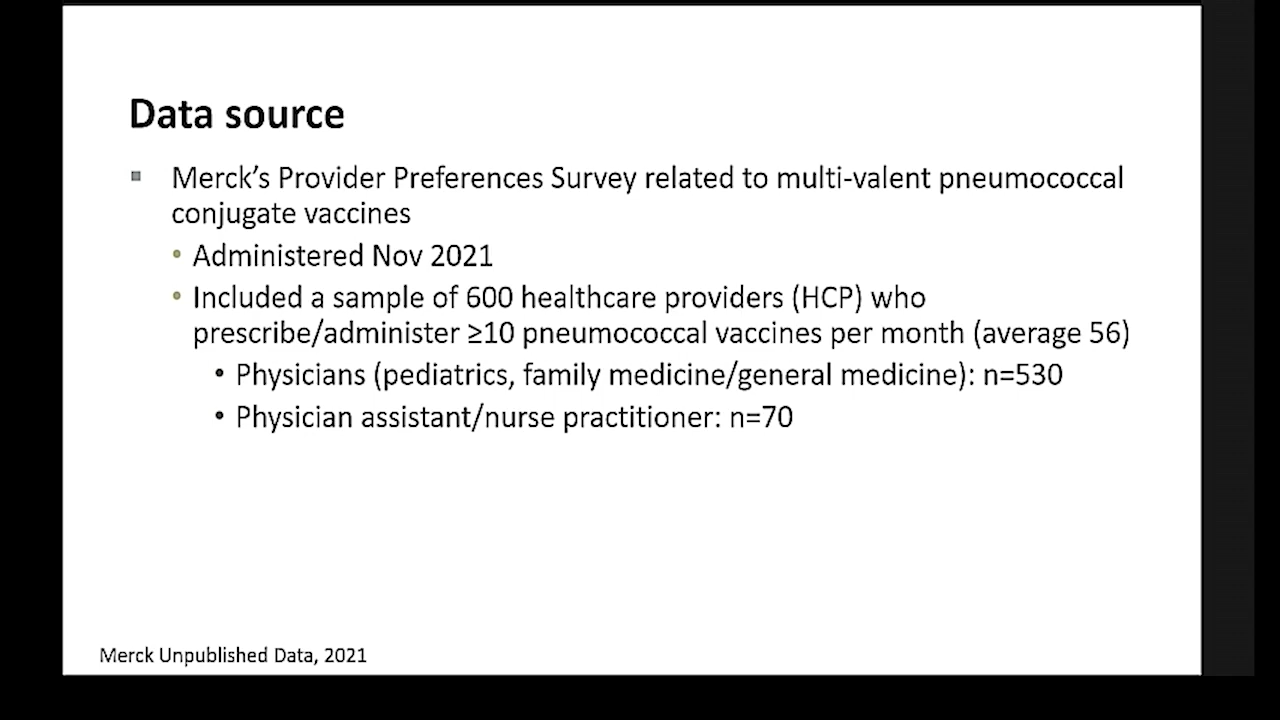 Data source
▪ Merck’s Provider Preferences Survey related to multi-valent pneumococcal
conjugate vaccines
• Administered Nov 2021
• Included a sample of 600 healthcare providers (HCP) who
prescribe/administer ≥10 pneumococcal vaccines per month (average 56)
• Physicians (pediatrics, family medicine/general medicine): n=530
• Physician assistant/nurse practitioner: n=70
Merck Unpublished Data, 2021